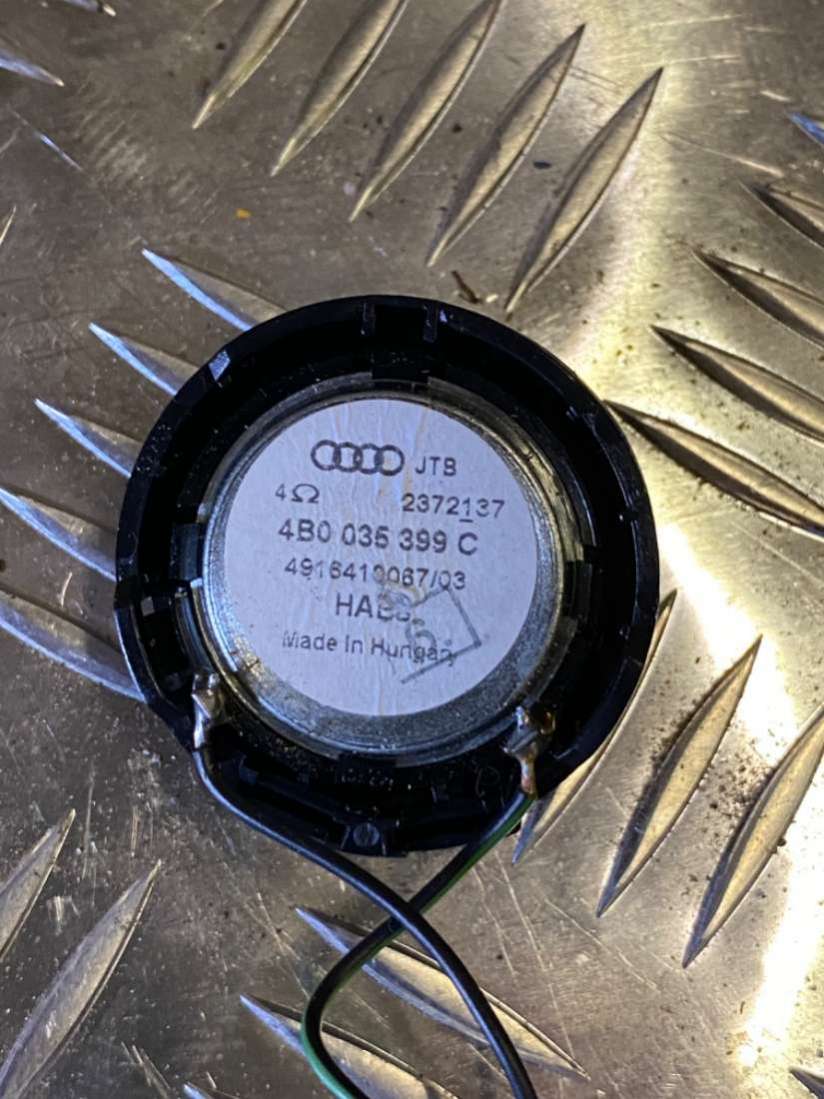 JTB
4Ω 2372137
4B0 035 399 C
4916410067/03
Made In Hungary